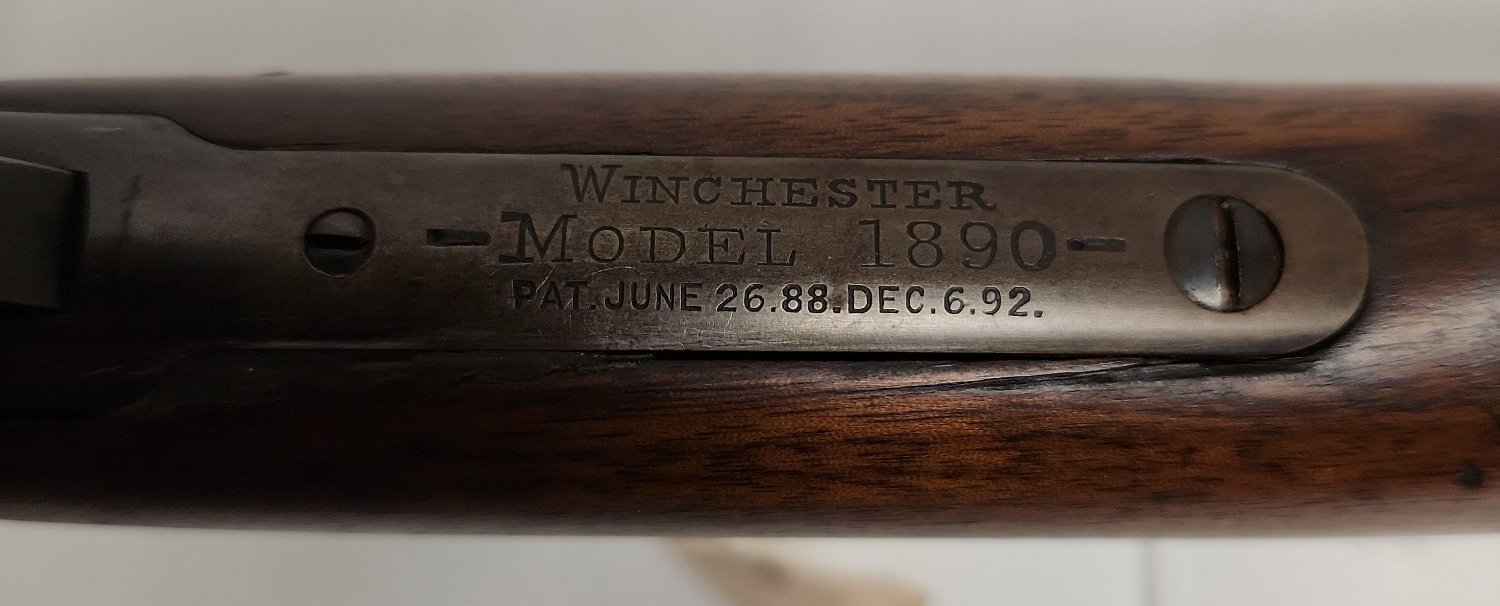 WINCHESTER
-MODEL 1890-
PAT. JUNE 26.88. DEC. 6.92.